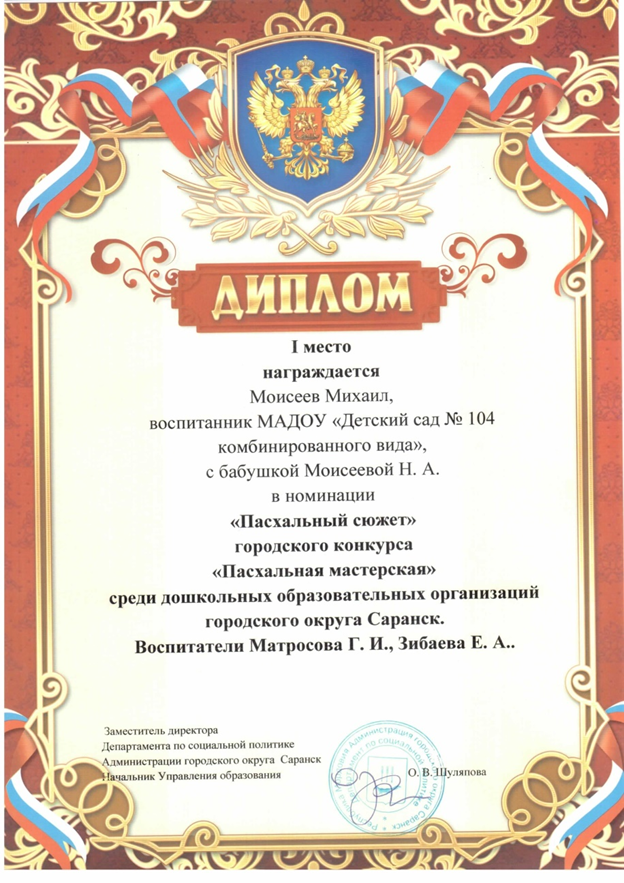 ДИПЛОМ
I место
награждается
Моисеев Михаил,
воспитанник МАДОУ «Детский сад № 104
комбинированного вида»,
с бабушкой Моисеевой Н. А.
в номинации
«Пасхальный сюжет»
городского конкурса
«Пасхальная мастерская»
среди дошкольных образовательных организаций
городского округа Саранск.
Воспитатели Матросова Г. И., Зибаева Е. А..
Заместитель директора
Департамента по социальной политике
Администрации городского округа Саранск
Начальник Управления образования
О. В. Шуляпова